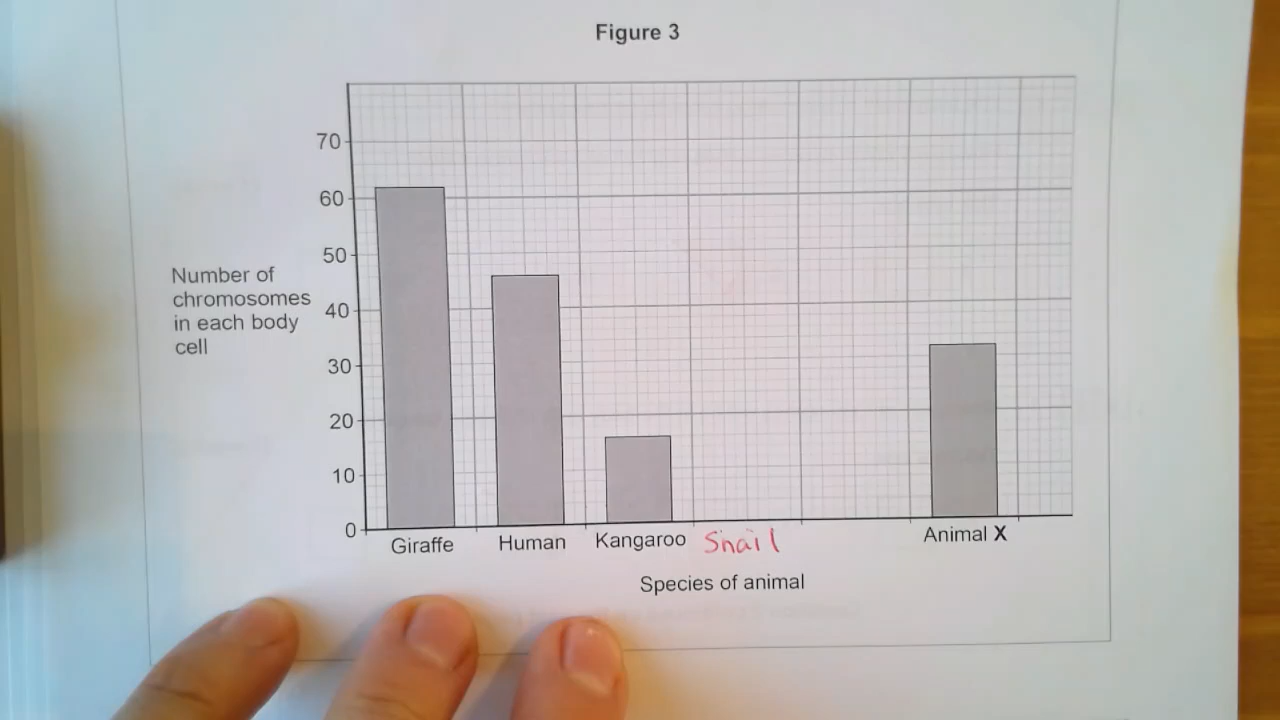 Figure 3
70
60
50
40
30
20
10
0
Number of
chromosomes
in each body
cell
Giraffe Human Kangaroo Snail Animal X
Species of animal